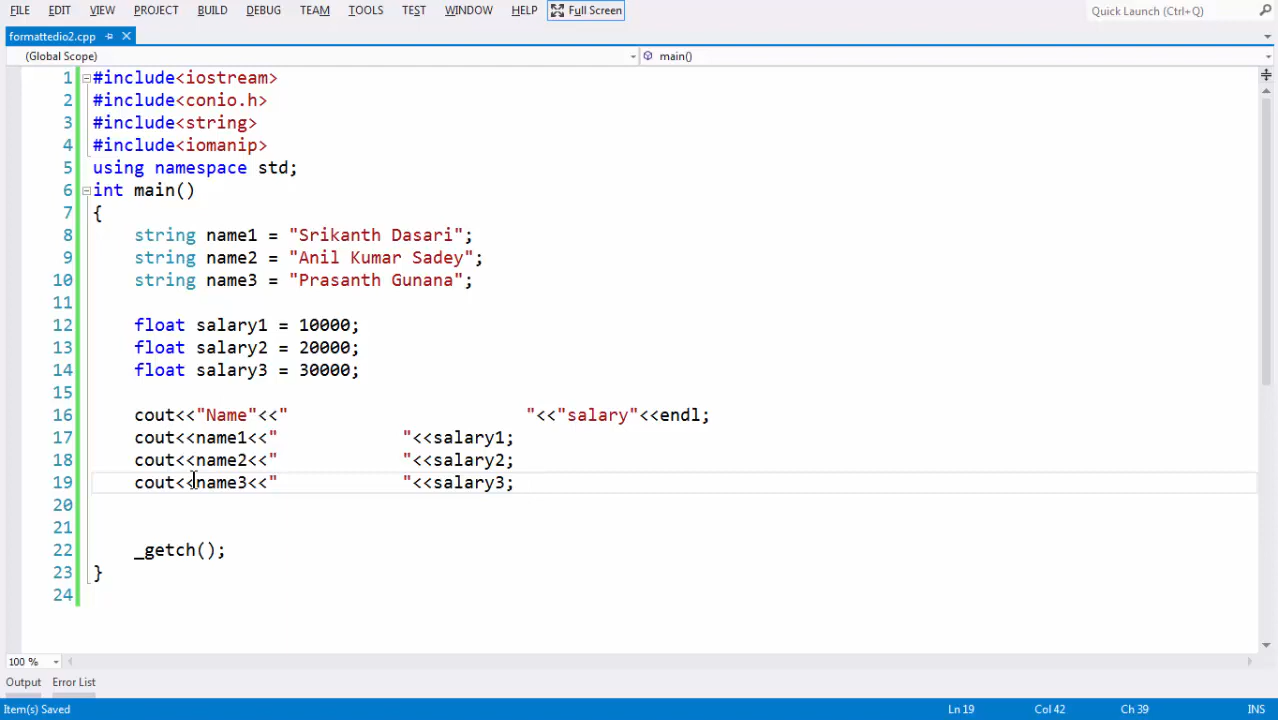 FILE EDIT VIEW PROJECT BUILD DEBUG TEAM TOOLS TEST WINDOW HELP Full Screen Quick Launch (Ctrl+Q)
formattedio2.cpp
(Global Scope) main()
1 #include<iostream>
2 #include<conio.h>
3 #include<string>
4 #include<iomanip>
5 using namespace std;
6 int main()
7 {
8     string name1 = "Srikanth Dasari";
9     string name2 = "Anil Kumar Sadey";
10     string name3 = "Prasanth Gunana";
11
12     float salary1 = 10000;
13     float salary2 = 20000;
14     float salary3 = 30000;
15
16     cout<<"Name"<<"                       "<<"salary"<<endl;
17     cout<<name1<<"            "<<salary1;
18     cout<<name2<<"            "<<salary2;
19     cout<<name3<<"            "<<salary3;
20
21
22     _getch();
23 }
24
100 %
Output Error List
Item(s) Saved Ln 19 Col 42 Ch 39 INS